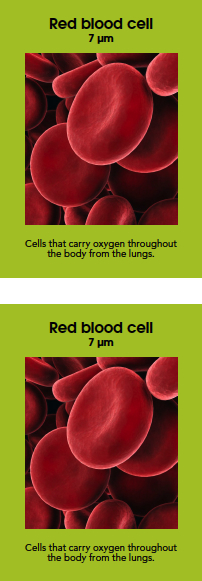 Red blood cell
7 µm
Cells that carry oxygen throughout
the body from the lungs.
Red blood cell
7 µm
Cells that carry oxygen throughout
the body from the lungs.